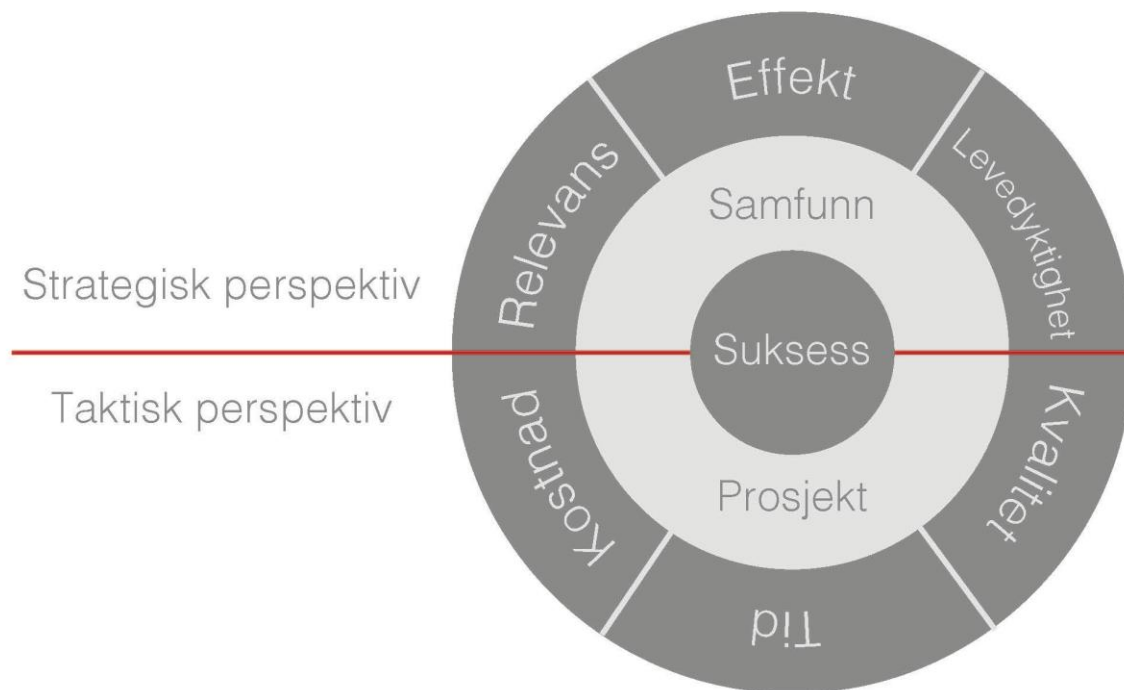 Effekt
Levedyktighet
Relevans
Samfunn
Strategisk perspektiv
Suksess
Taktisk perspektiv
Kostnad
Kvalitet
Prosjekt
Tid